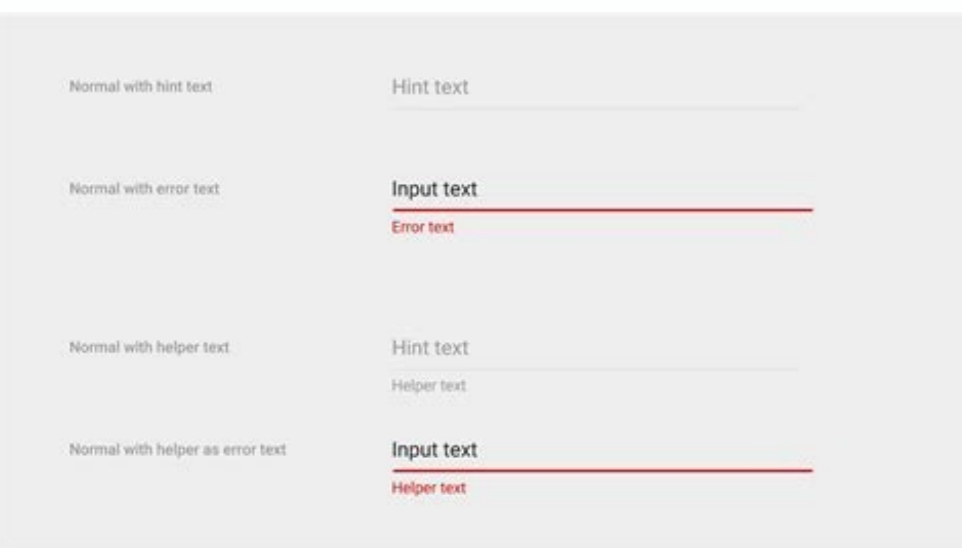 Normal with hint text
Hint text
Normal with error text
Input text
Error text
Normal with helper text
Hint text
Helper text
Normal with helper as error text
Input text
Helper text